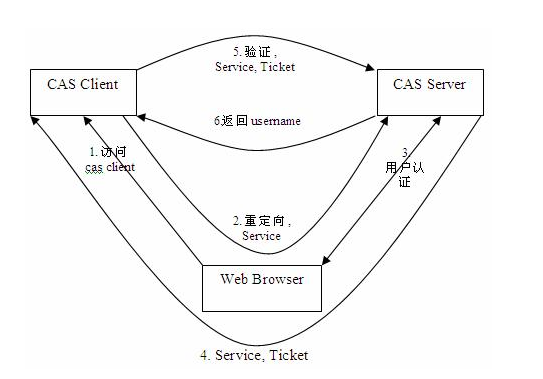 5.验证,
Service, Ticket
CAS Client
CAS Server
6返回 username
1.访问
cas client
3
用户认
证
2.重定向,
Service
Web Browser
4. Service, Ticket